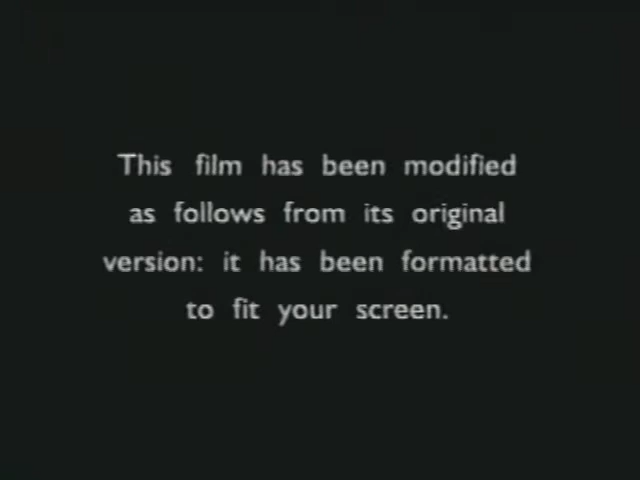 This film has been modified
as follows from its original
version: it has been formatted
to fit your screen.